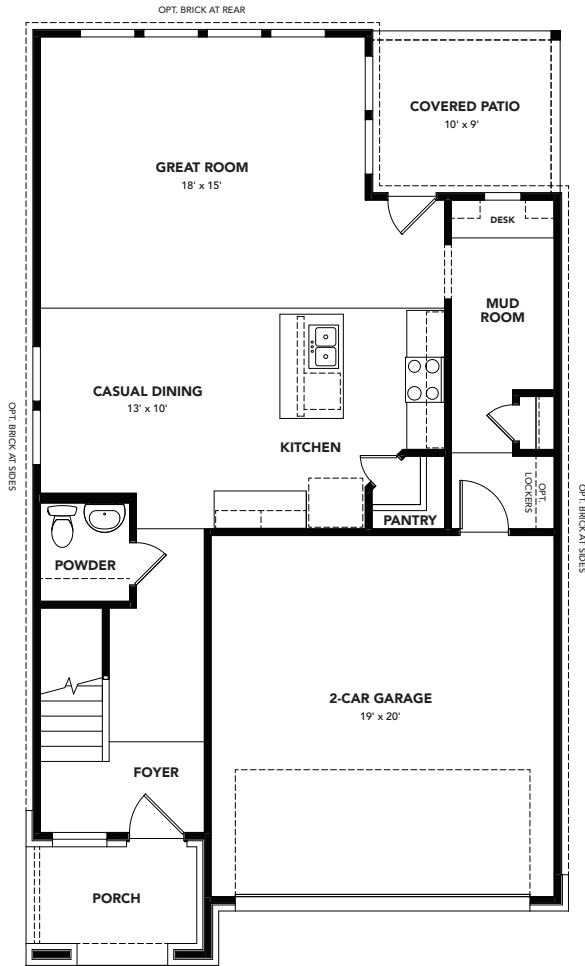 OPT. BRICK AT REAR
COVERED PATIO
10' x 9'
GREAT ROOM
18' x 15'
DESK
MUD
ROOM
CASUAL DINING
13' x 10'
OPT. BRICK AT SIDES
KITCHEN
OPT.
LOCKERS
OPT. BRICK AT SIDES
PANTRY
POWDER
2-CAR GARAGE
19' x 20'
FOYER
PORCH